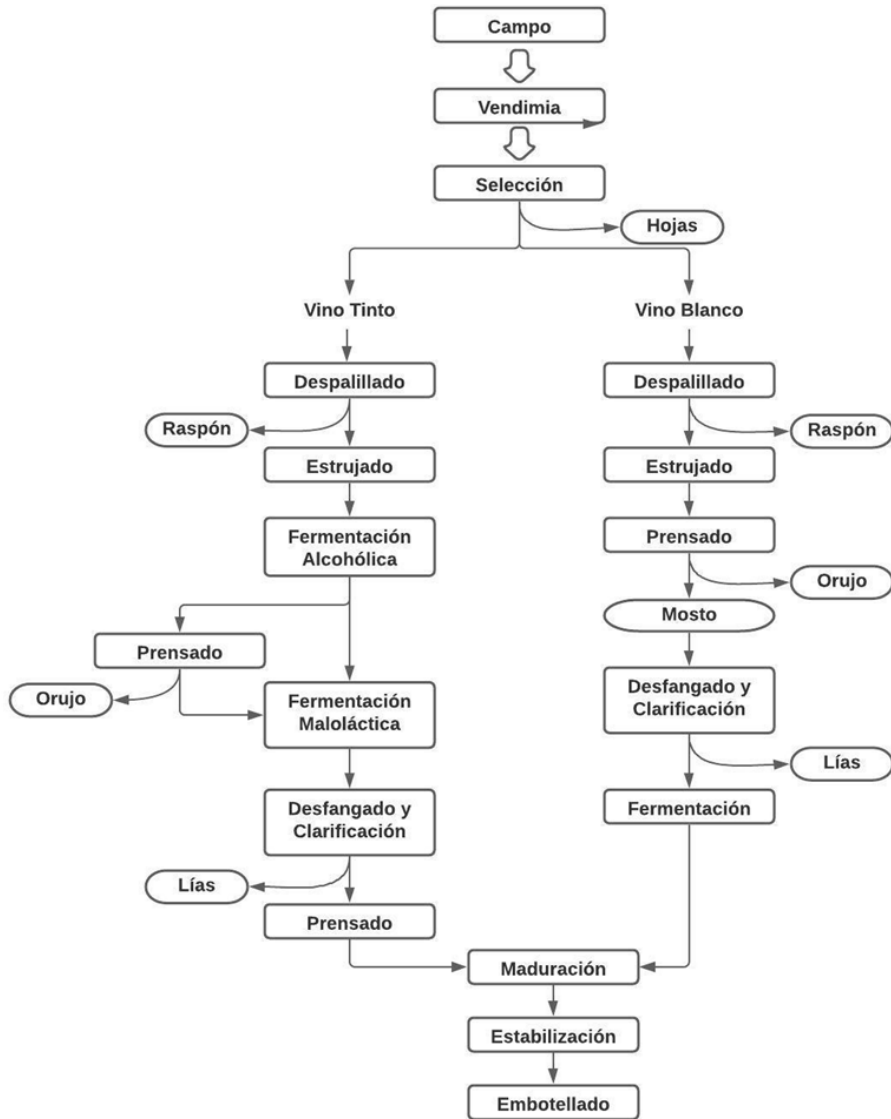 Campo
Vendimia
Selección
Hojas
Vino Tinto
Vino Blanco
Despalillado
Despalillado
Raspón
Raspón
Estrujado
Estrujado
Fermentación
Alcohólica
Prensado
Orujo
Mosto
Prensado
Orujo
Fermentación
Maloláctica
Desfangado y
Clarificación
Lías
Desfangado y
Clarificación
Fermentación
Lías
Prensado
Maduración
Estabilización
Embotellado